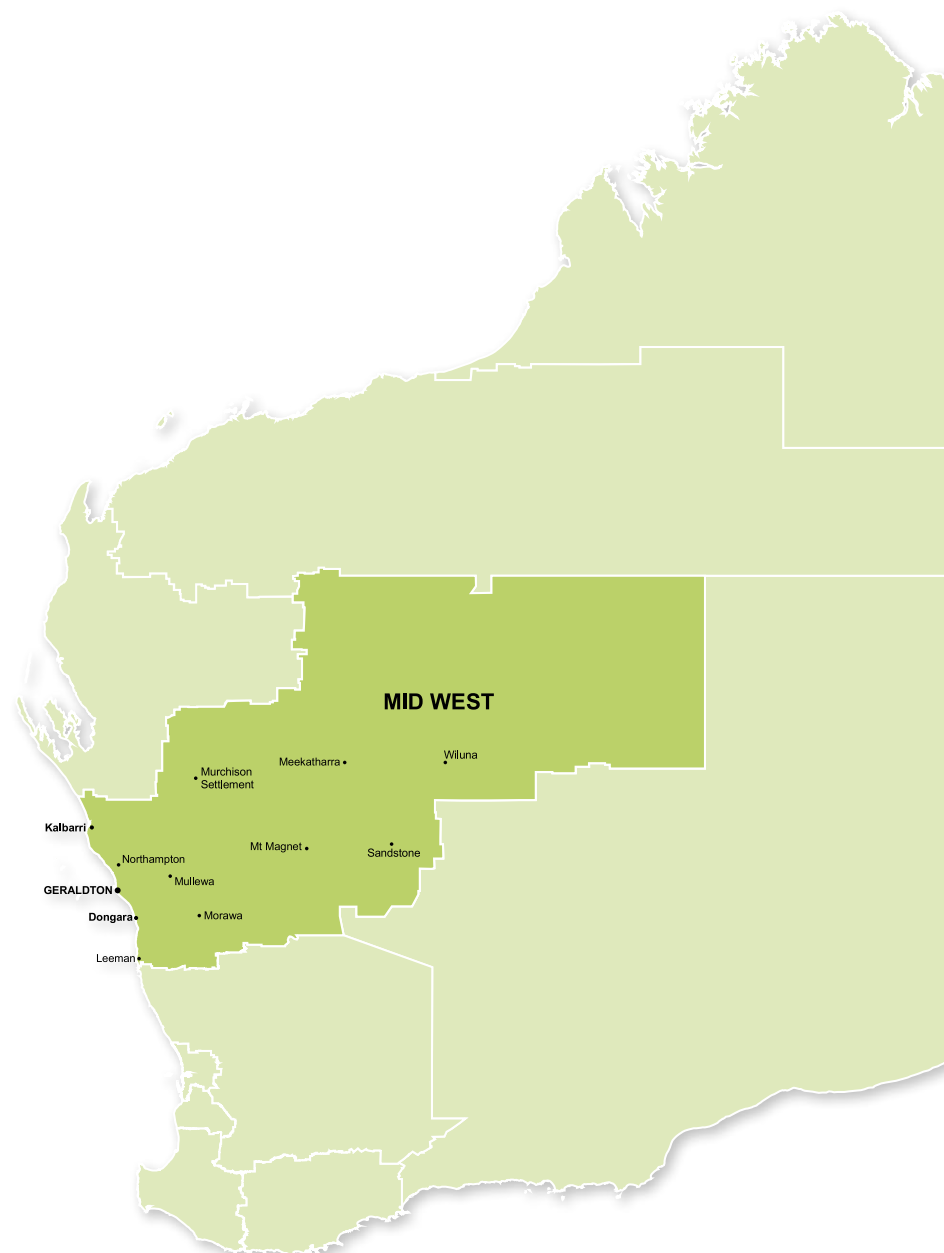 MID WEST
Meekatharra
Wiluna
Murchison
Settlement
Kalbarri
Mt Magnet
Sandstone
Northampton
Mullewa
GERALDTON
Dongara
Morawa
Leeman